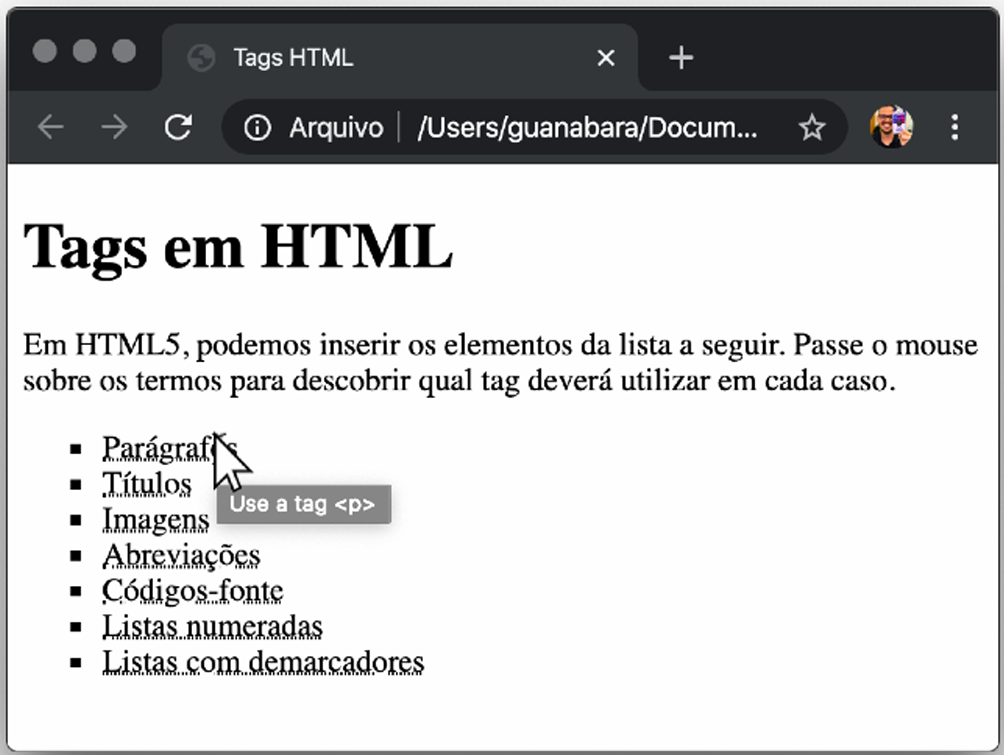 Tags HTML
Arquivo | /Users/guanabara/Docum...
Tags em HTML
Em HTML5, podemos inserir os elementos da lista a seguir. Passe o mouse
sobre os termos para descobrir qual tag deverá utilizar em cada caso.
Parágrafos
Títulos
Use a tag <p>
Imagens
Abreviações
Códigos-fonte
Listas numeradas
Listas com demarcadores